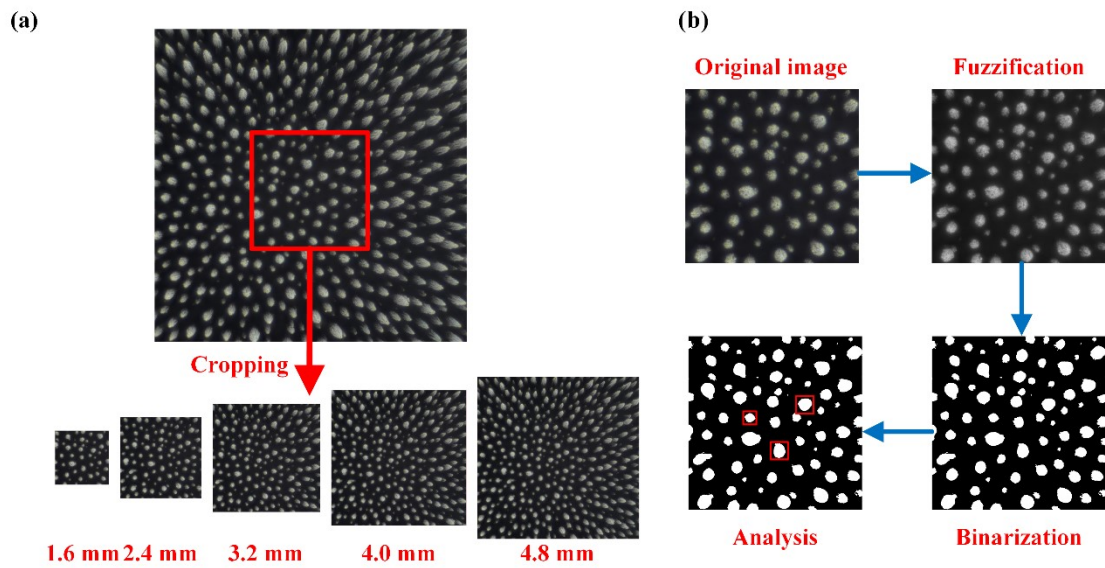 (a)
(b)
Original image
Fuzzification
Cropping
1.6 mm
2.4 mm
3.2 mm
4.0 mm
4.8 mm
Analysis
Binarization